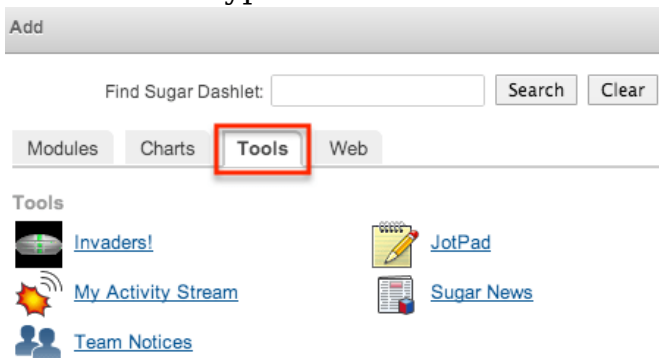 Add
Find Sugar Dashlet: Search Clear
Modules Charts Tools Web
Tools
Invaders! JotPad
My Activity Stream Sugar News
Team Notices